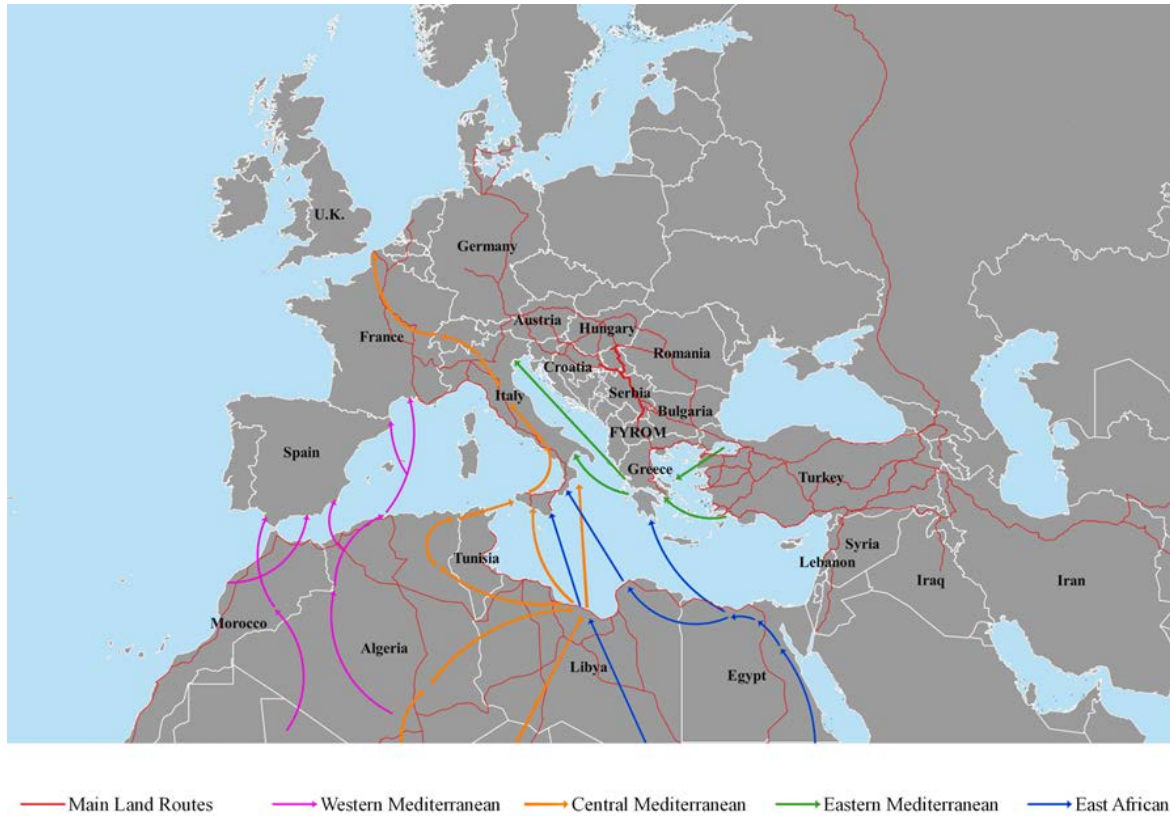 U.K.
Germany
Austria
Hungary
France
Romania
Croatia
Italy
Serbia
Bulgaria
FYROM
Spain
Greece
Turkey
Tunisia
Syria
Lebanon
Iraq
Iran
Morocco
Algeria
Libya
Egypt
Main Land Routes Western Mediterranean Central Mediterranean Eastern Mediterranean East African